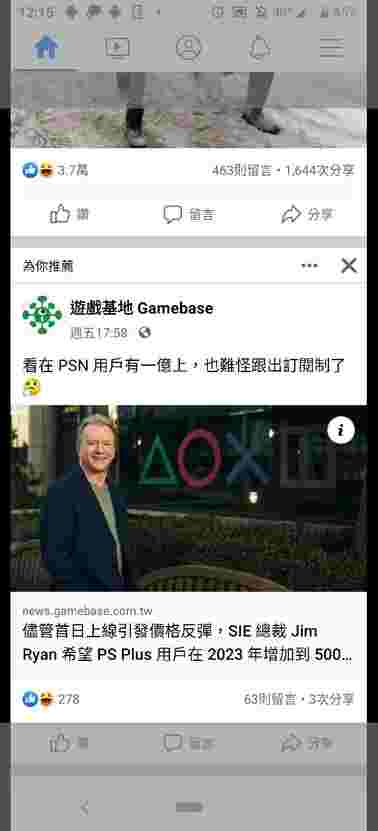 12:15
3.7萬
463則留言・1,644次分享
讚 留言 分享
為你推薦
遊戲基地 Gamebase
週五17:58
看在 PSN 用戶有一億上，也難怪跟出訂閱制了
news.gamebase.com.tw
儘管首日上線引發價格反彈，SIE 總裁 Jim
Ryan 希望 PS Plus 用戶在 2023 年增加到 500...
278
63則留言・3次分享
讚 留言 分享